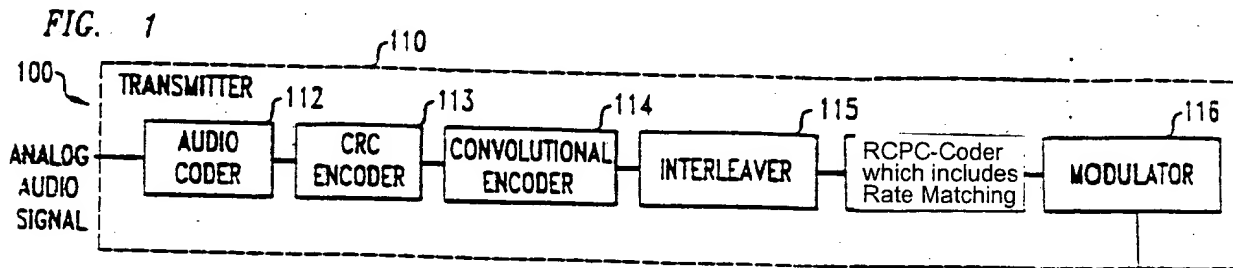 FIG. 1
110
100
TRANSMITTER
112
113
114
115
116
ANALOG
AUDIO
SIGNAL
AUDIO
CODER
CRC
ENCODER
CONVOLUTIONAL
ENCODER
INTERLEAVER
RCPC-Coder
which includes
Rate Matching
MODULATOR